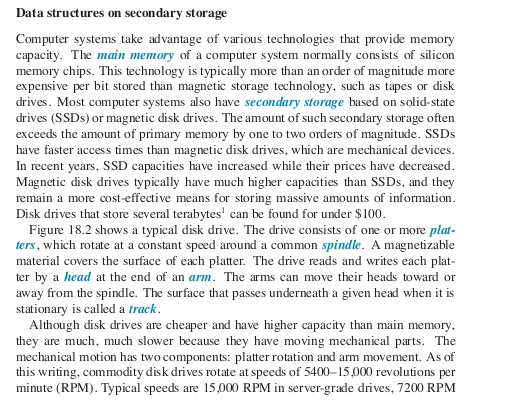 Data structures on secondary storage
Computer systems take advantage of various technologies that provide memory
capacity. The main memory of a computer system normally consists of silicon
memory chips. This technology is typically more than an order of magnitude more
expensive per bit stored than magnetic storage technology, such as tapes or disk
drives. Most computer systems also have secondary storage based on solid-state
drives (SSDs) or magnetic disk drives. The amount of such secondary storage often
exceeds the amount of primary memory by one to two orders of magnitude. SSDs
have faster access times than magnetic disk drives, which are mechanical devices.
In recent years, SSD capacities have increased while their prices have decreased.
Magnetic disk drives typically have much higher capacities than SSDs, and they
remain a more cost-effective means for storing massive amounts of information.
Disk drives that store several terabytes¹ can be found for under $100.
Figure 18.2 shows a typical disk drive. The drive consists of one or more plat-
ters, which rotate at a constant speed around a common spindle. A magnetizable
material covers the surface of each platter. The drive reads and writes each plat-
ter by a head at the end of an arm. The arms can move their heads toward or
away from the spindle. The surface that passes underneath a given head when it is
stationary is called a track.
Although disk drives are cheaper and have higher capacity than main memory,
they are much, much slower because they have moving mechanical parts. The
mechanical motion has two components: platter rotation and arm movement. As of
this writing, commodity disk drives rotate at speeds of 5400–15,000 revolutions per
minute (RPM). Typical speeds are 15,000 RPM in server-grade drives, 7200 RPM